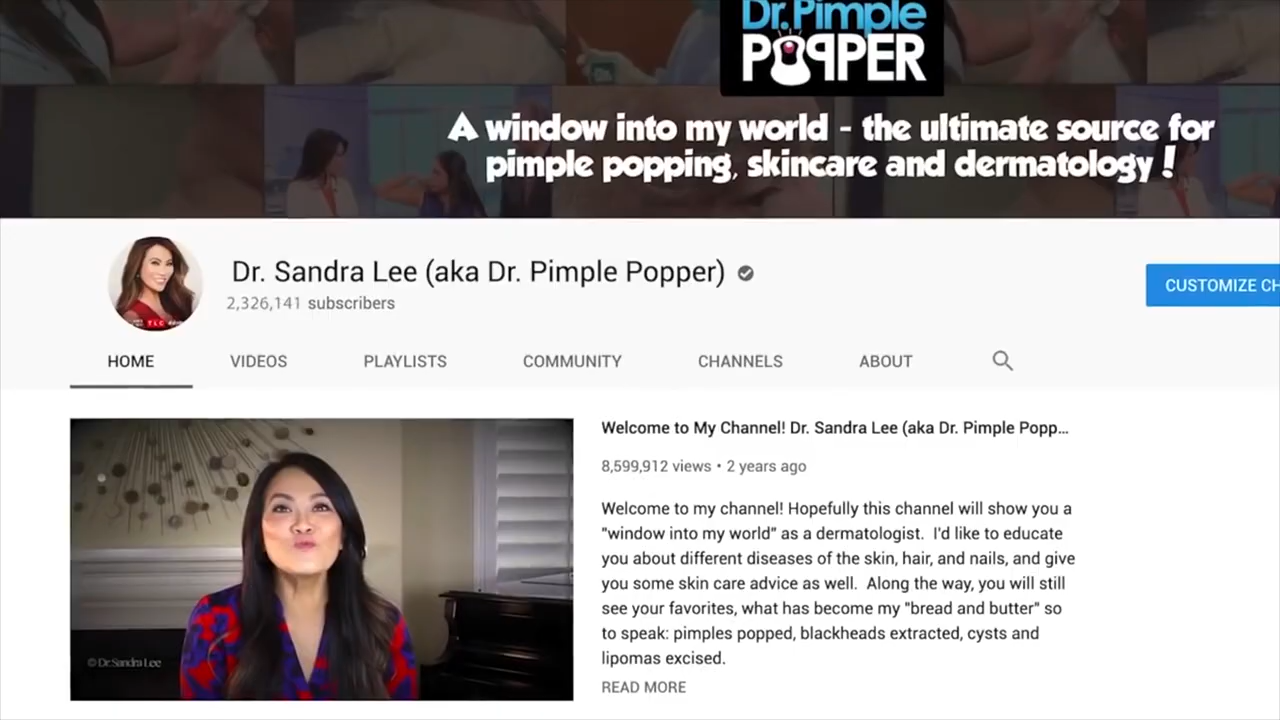 Dr. Pimple
POPPER
A window into my world - the ultimate source for
pimple popping, skincare and dermatology!
Dr. Sandra Lee (aka Dr. Pimple Popper)
2,326,141 subscribers
CUSTOMIZE CH
HOME
VIDEOS
PLAYLISTS
COMMUNITY
CHANNELS
ABOUT
TLC
© Dr. Sandra Lee
Welcome to My Channel! Dr. Sandra Lee (aka Dr. Pimple Popp...
8,599,912 views • 2 years ago
Welcome to my channel! Hopefully this channel will show you a
"window into my world" as a dermatologist.  I'd like to educate
you about different diseases of the skin, hair, and nails, and give
you some skin care advice as well.  Along the way, you will still
see your favorites, what has become my "bread and butter" so
to speak: pimples popped, blackheads extracted, cysts and
lipomas excised.
READ MORE